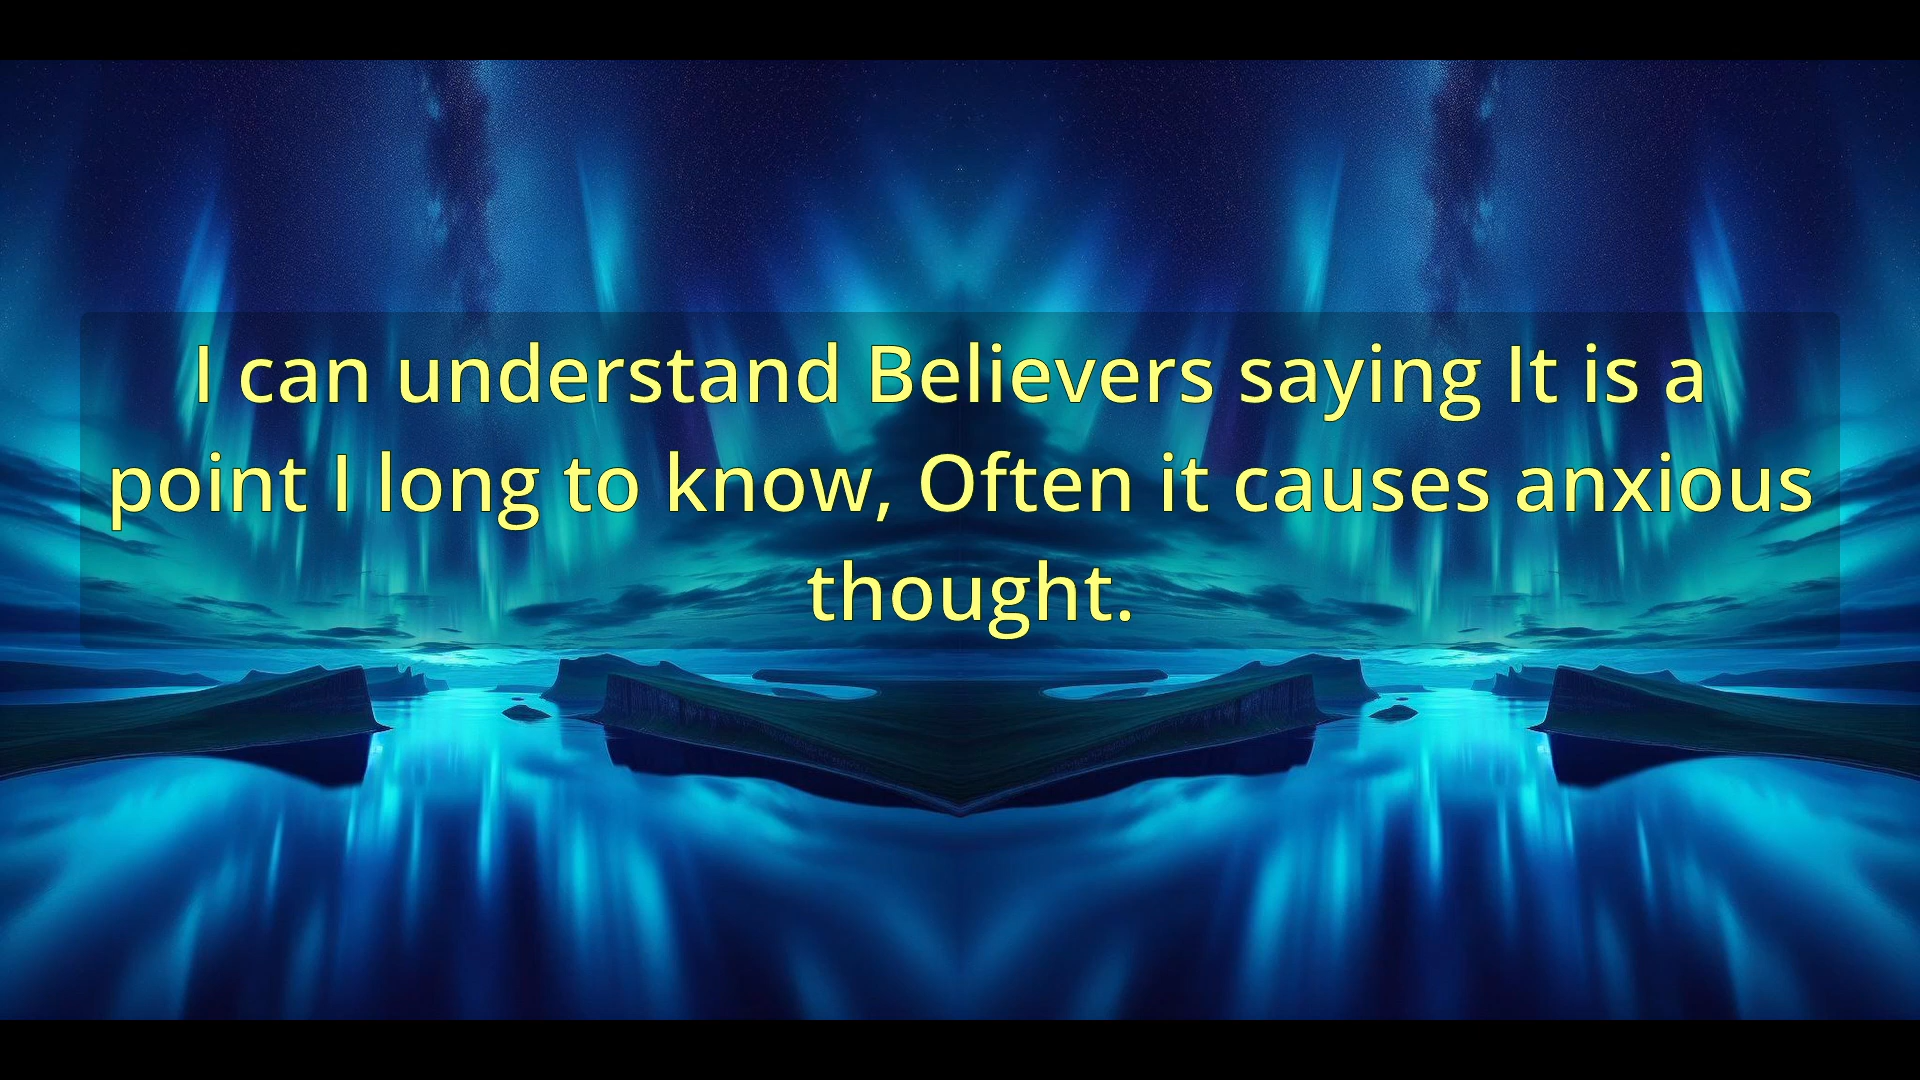 I can understand Believers saying It is a
point I long to know, Often it causes anxious
thought.